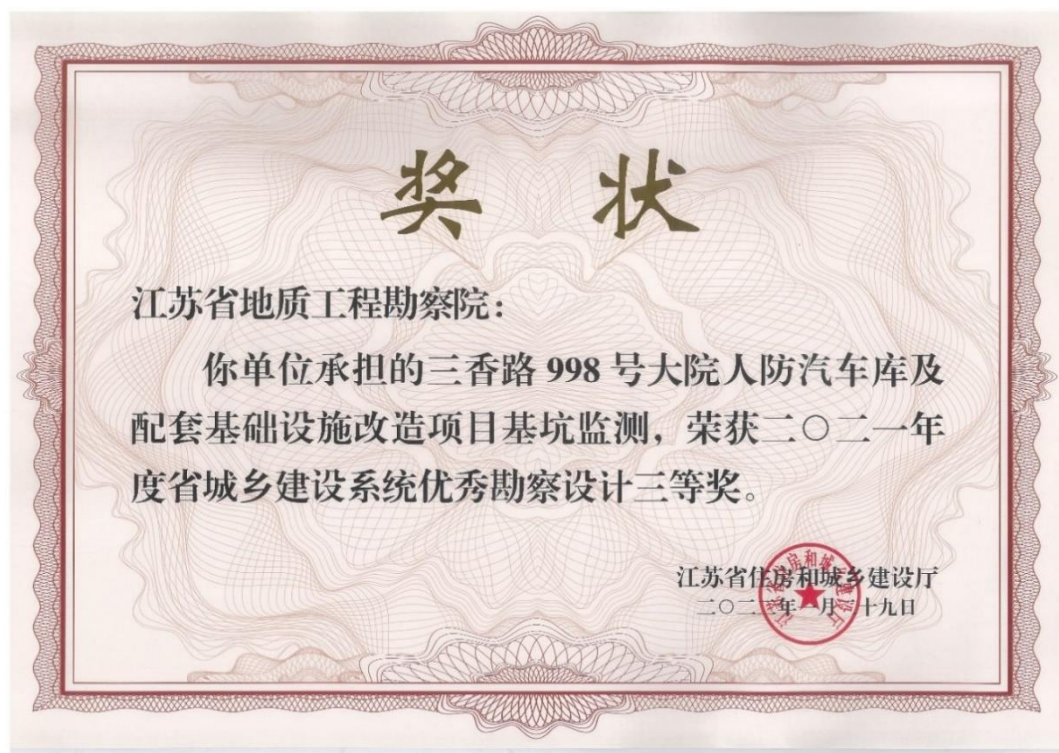 奖 状
江苏省地质工程勘察院：
你单位承担的三香路 998 号大院人防汽车库及
配套基础设施改造项目基坑监测，荣获二〇二一年
度省城乡建设系统优秀勘察设计三等奖。
江苏省住房和城乡建设厅
二〇二二年一月十九日